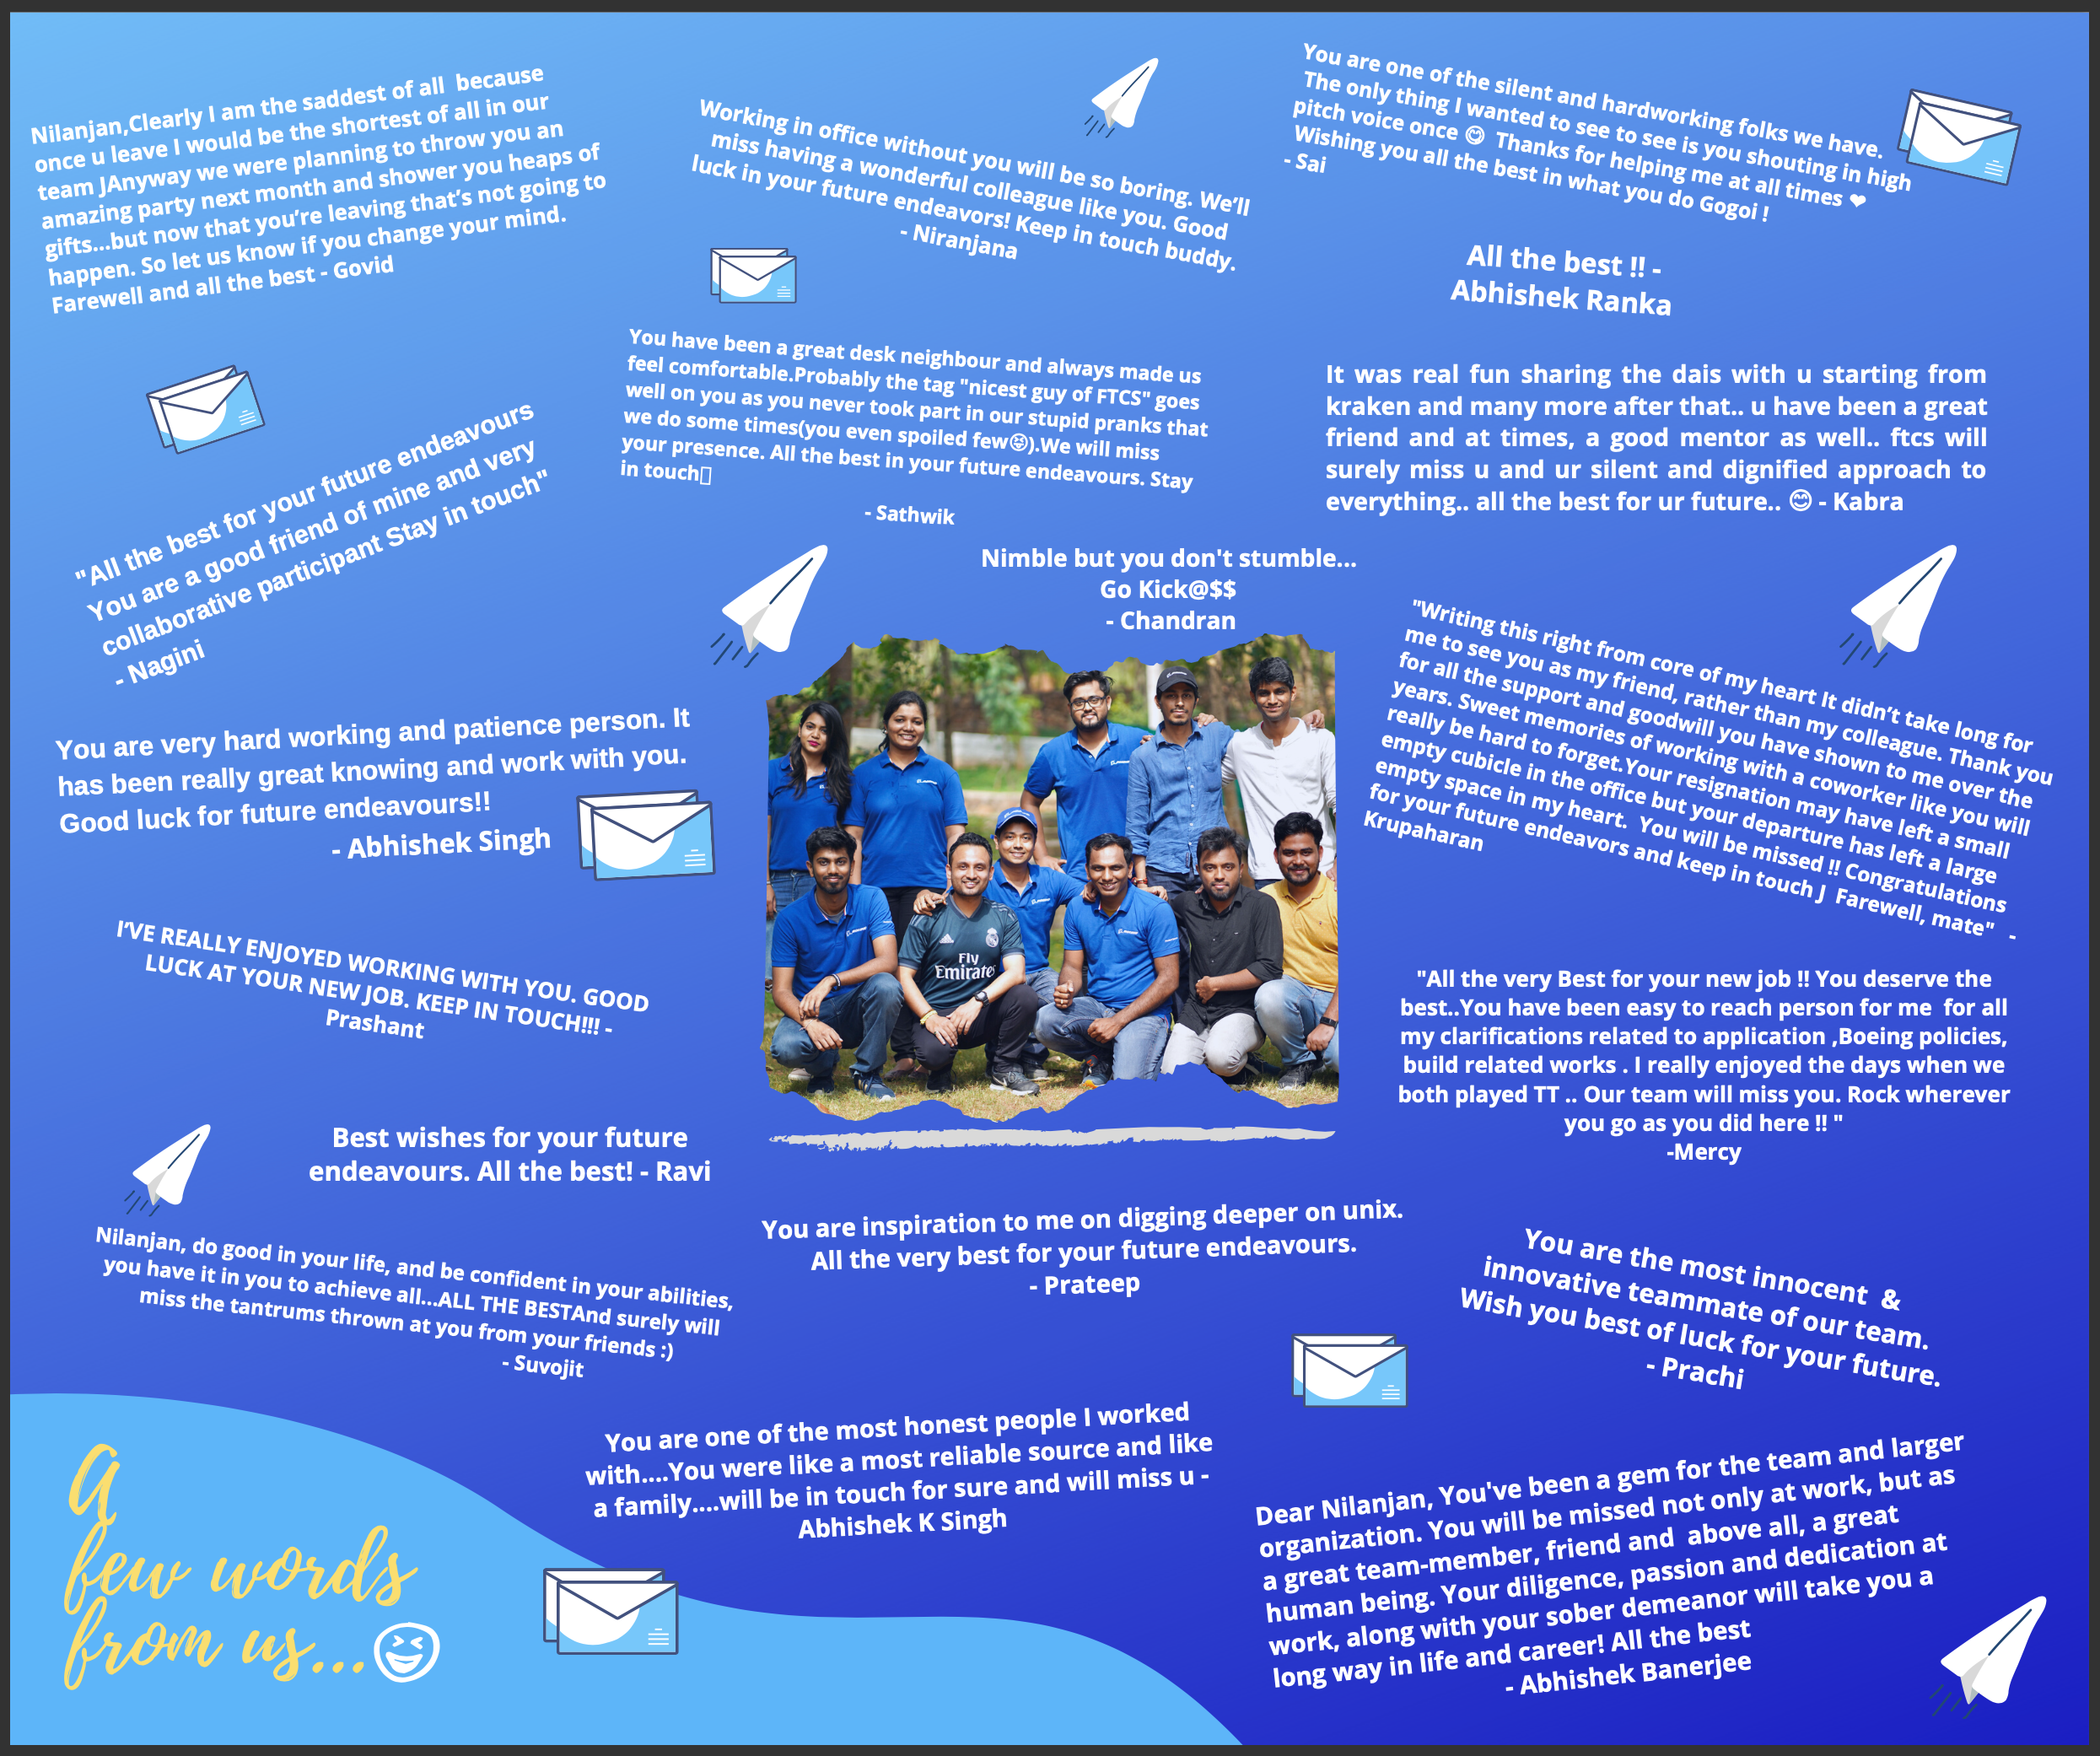 Nilanjan,Clearly I am the saddest of all  because
once u leave I would be the shortest of all in our
team JAnyway we were planning to throw you an
amazing party next month and shower you heaps of
gifts...but now that you’re leaving that’s not going to
happen. So let us know if you change your mind.
Farewell and all the best - Govid
Working in office without you will be so boring. We’ll
miss having a wonderful colleague like you. Good
luck in your future endeavors! Keep in touch buddy.
- Niranjana
You are one of the silent and hardworking folks we have.
The only thing I wanted to see to see is you shouting in high
pitch voice once 😊  Thanks for helping me at all times ❤
Wishing you all the best in what you do Gogoi !
- Sai
All the best !! -
Abhishek Ranka
You have been a great desk neighbour and always made us
feel comfortable.Probably the tag "nicest guy of FTCS" goes
well on you as you never took part in our stupid pranks that
we do some times(you even spoiled few😝).We will miss
your presence. All the best in your future endeavours. Stay
in touch
- Sathwik
It was real fun sharing the dais with u starting from
kraken and many more after that.. u have been a great
friend and at times, a good mentor as well.. ftcs will
surely miss u and ur silent and dignified approach to
everything.. all the best for ur future.. 😊 - Kabra
"All the best for your future endeavours
You are a good friend of mine and very
collaborative participant Stay in touch"
- Nagini
Nimble but you don't stumble...
Go Kick@$$
- Chandran
"Writing this right from core of my heart It didn’t take long for
me to see you as my friend, rather than my colleague. Thank you
for all the support and goodwill you have shown to me over the
years. Sweet memories of working with a coworker like you will
really be hard to forget.Your resignation may have left a small
empty cubicle in the office but your departure has left a large
empty space in my heart.  You will be missed !! Congratulations
for your future endeavors and keep in touch J  Farewell, mate"  -
Krupaharan
You are very hard working and patience person. It
has been really great knowing and work with you.
Good luck for future endeavours!!
- Abhishek Singh
Fly
Emirates
I’VE REALLY ENJOYED WORKING WITH YOU. GOOD
LUCK AT YOUR NEW JOB. KEEP IN TOUCH!!! -
Prashant
"All the very Best for your new job !! You deserve the
best..You have been easy to reach person for me  for all
my clarifications related to application ,Boeing policies,
build related works . I really enjoyed the days when we
both played TT .. Our team will miss you. Rock wherever
you go as you did here !! "
-Mercy
Best wishes for your future
endeavours. All the best! - Ravi
Nilanjan, do good in your life, and be confident in your abilities,
you have it in you to achieve all...ALL THE BESTAnd surely will
miss the tantrums thrown at you from your friends :)
- Suvojit
You are inspiration to me on digging deeper on unix.
All the very best for your future endeavours.
- Prateep
You are the most innocent  &
innovative teammate of our team.
Wish you best of luck for your future.
- Prachi
You are one of the most honest people I worked
with....You were like a most reliable source and like
a family....will be in touch for sure and will miss u -
Abhishek K Singh
Dear Nilanjan, You've been a gem for the team and larger
organization. You will be missed not only at work, but as
a great team-member, friend and  above all, a great
human being. Your diligence, passion and dedication at
work, along with your sober demeanor will take you a
long way in life and career! All the best
- Abhishek Banerjee
A
few words
from us...